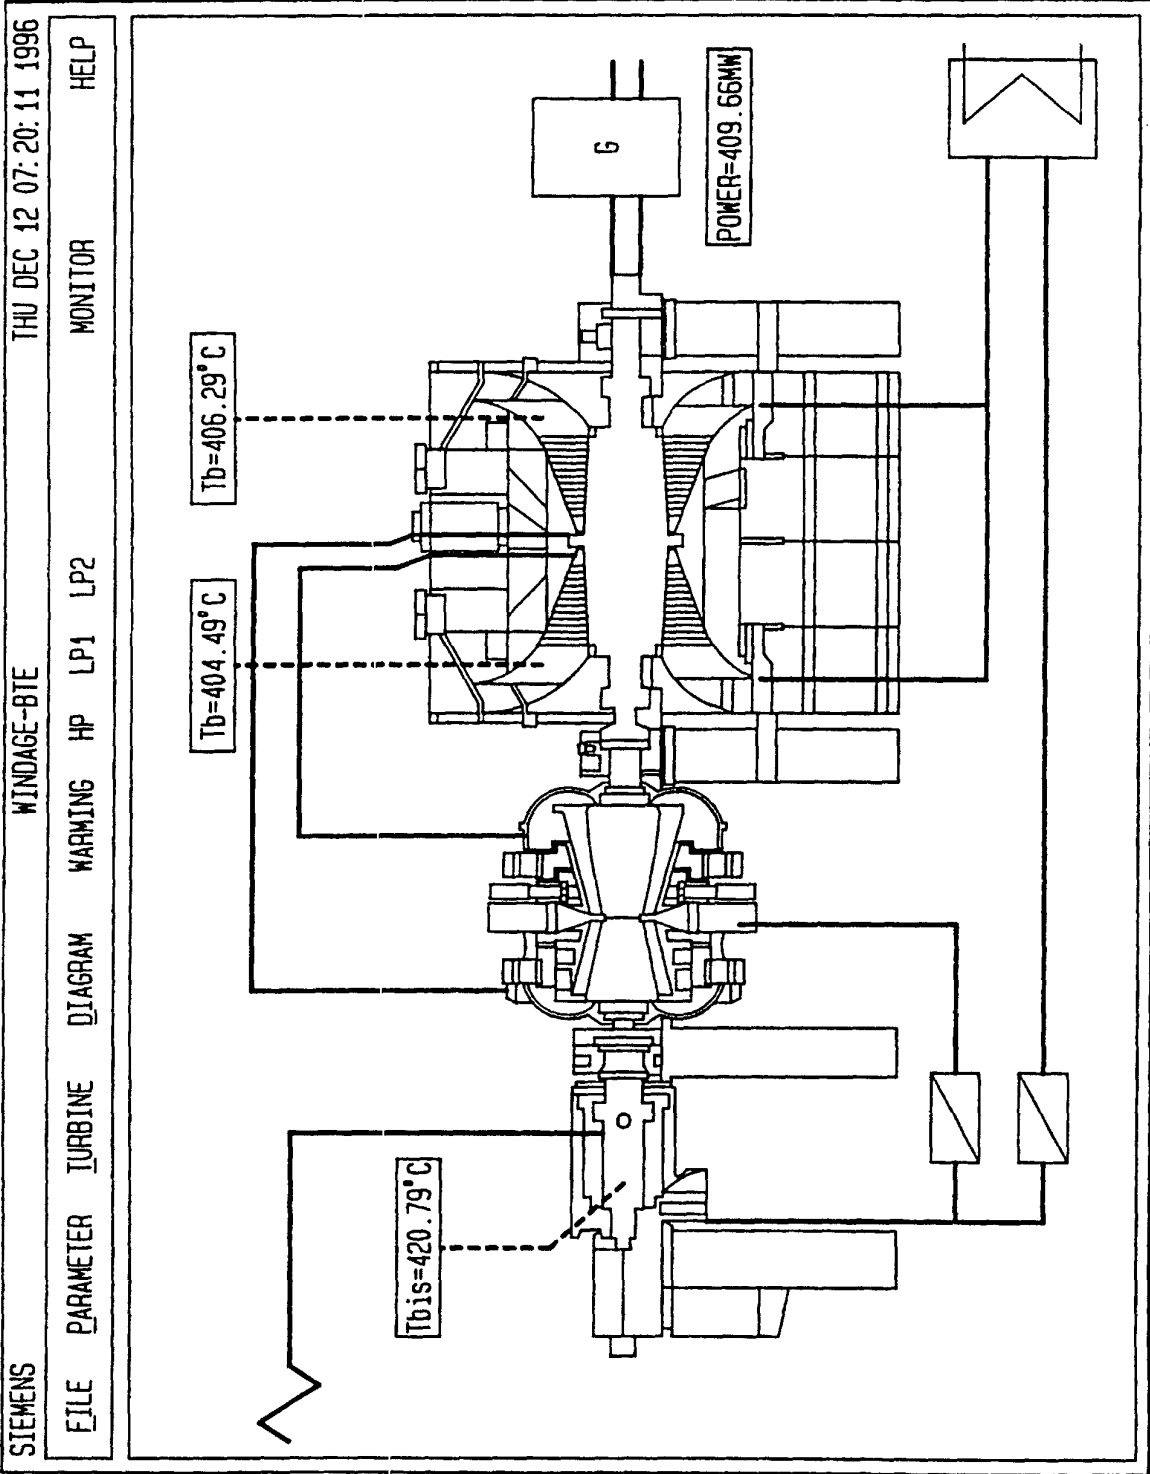 SIEMENS WINDAGE-BTE THU DEC 12 07:20:11 1996
FILE PARAMETER TURBINE DIAGRAM WARMING HP LP1 LP2 MONITOR HELP
Tb=404.49°C Tb=406.29°C
Tbis=420.79°C
G
POWER=409.66MW